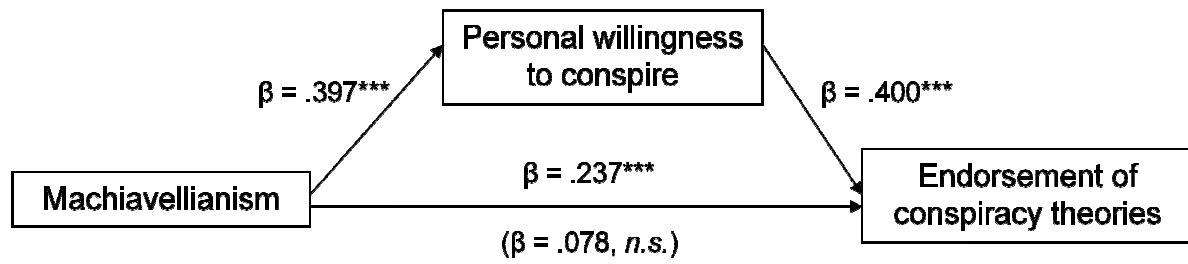 Personal willingness
to conspire
β = .397***
β = .400***
Machiavellianism
β = .237***
(β = .078, n.s.)
Endorsement of
conspiracy theories